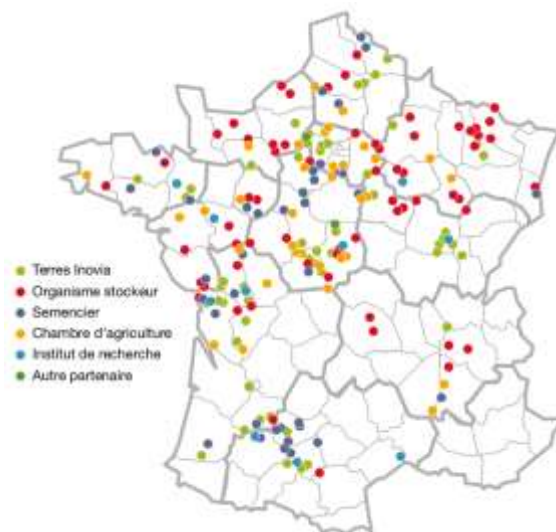 Terres Inovia
Organisme stockeur
Semencier
Chambre d'agriculture
Institut de recherche
Autre partenaire